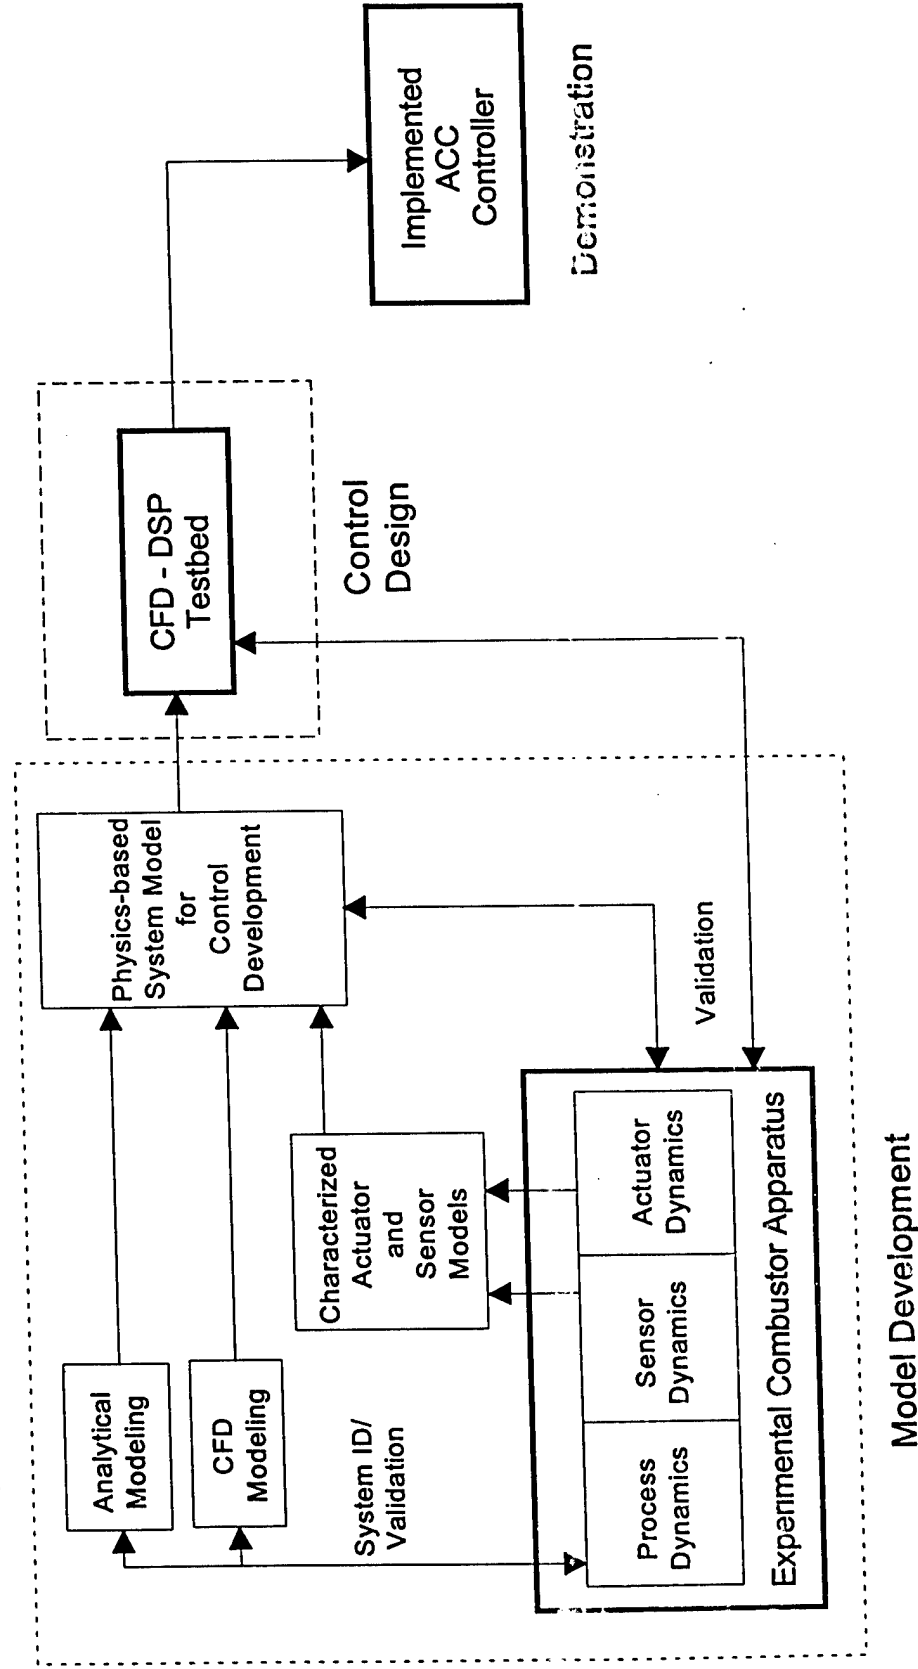 Analytical
Modeling
CFD
Modeling
System ID/
Validation
Process
Dynamics
Sensor
Dynamics
Actuator
Dynamics
Experimental Combustor Apparatus
Characterized
Actuator
and
Sensor
Models
Physics-based
System Model
for
Control
Development
Validation
Model Development
CFD - DSP
Testbed
Control
Design
Implemented
ACC
Controller
Demonstration